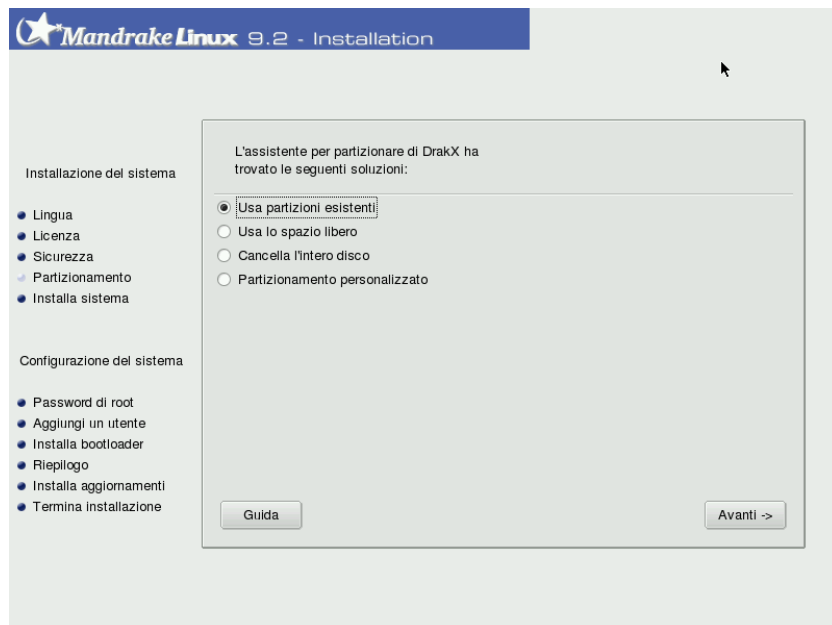 MandrakeLinux 9.2 - Installation
L'assistente per partizionare di DrakX ha
trovato le seguenti soluzioni:
Usa partizioni esistenti
Usa lo spazio libero
Cancella l'intero disco
Partizionamento personalizzato
Installazione del sistema
Lingua
Licenza
Sicurezza
Partizionamento
Installa sistema
Configurazione del sistema
Password di root
Aggiungi un utente
Installa bootloader
Riepilogo
Installa aggiornamenti
Termina installazione
Guida
Avanti ->